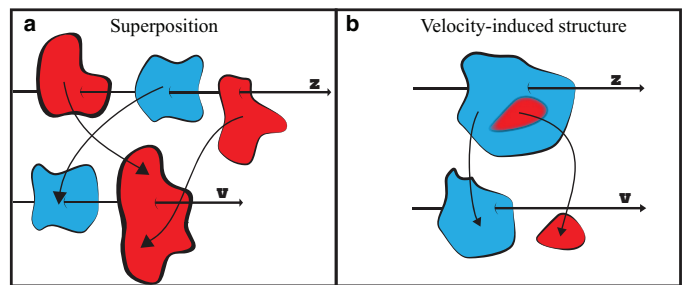 a Superposition
z
v
b Velocity-induced structure
z
v